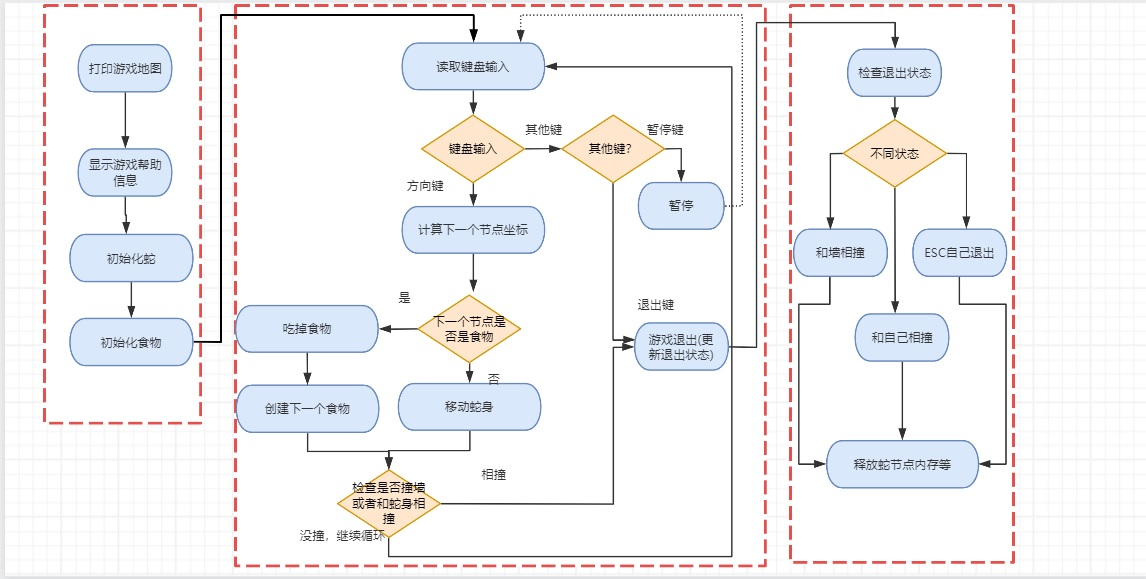 打印游戏地图
显示游戏帮助
信息
初始化蛇
初始化食物
读取键盘输入
键盘输入
其他键
其他键?
暂停键
方向键
暂停
计算下一个节点坐标
是
下一个节点是
否是食物
吃掉食物
否
退出键
游戏退出(更
新退出状态)
创建下一个食物
移动蛇身
相撞
检查是否撞墙
或者和蛇身相
撞
没撞，继续循环
检查退出状态
不同状态
和墙相撞
ESC自己退出
和自己相撞
释放蛇节点内存等